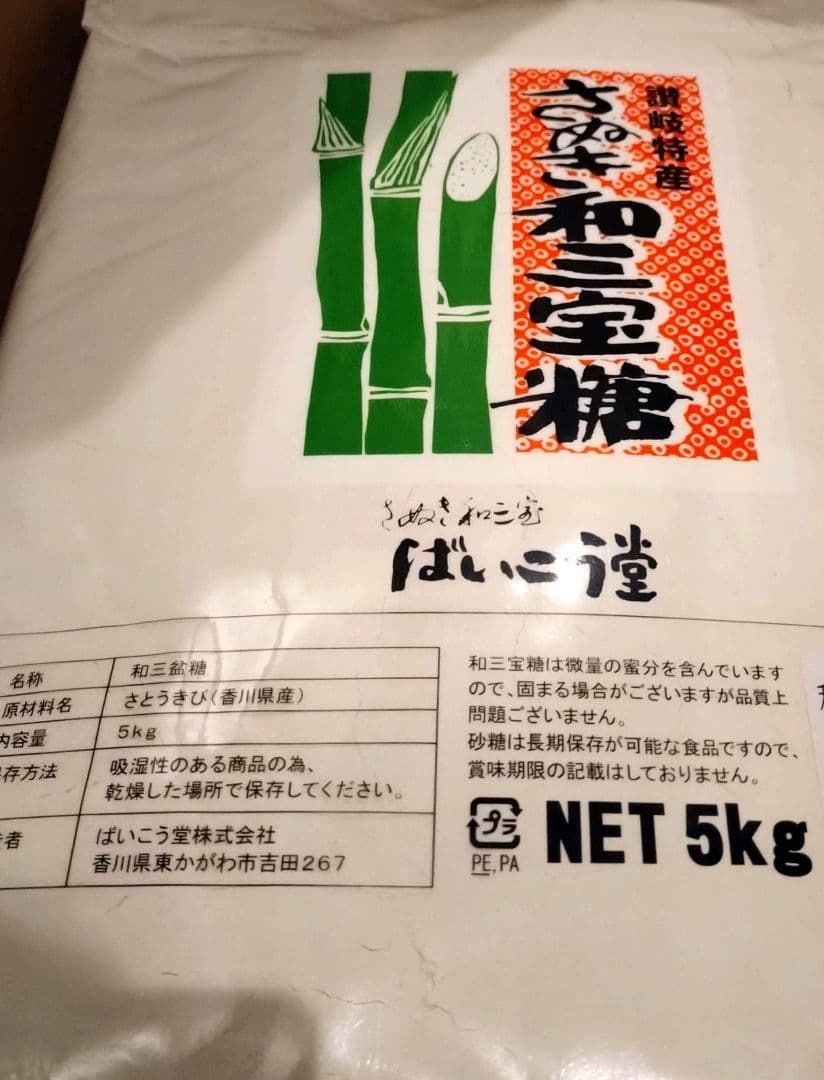 讃岐特産
さぬき和三宝糖
さぬき和三宝
ばいこう堂
名称 和三盆糖
原材料名 さとうきび(香川県産)
内容量 5kg
存方法 吸湿性のある商品の為、
乾燥した場所で保存してください。
者 ばいこう堂株式会社
香川県東かがわ市吉田267
和三宝糖は微量の蜜分を含んでいます
ので、固まる場合がございますが品質上
問題ございません。
砂糖は長期保存が可能な食品ですので、
賞味期限の記載はしておりません。
プラ
PE,PA
NET 5kg